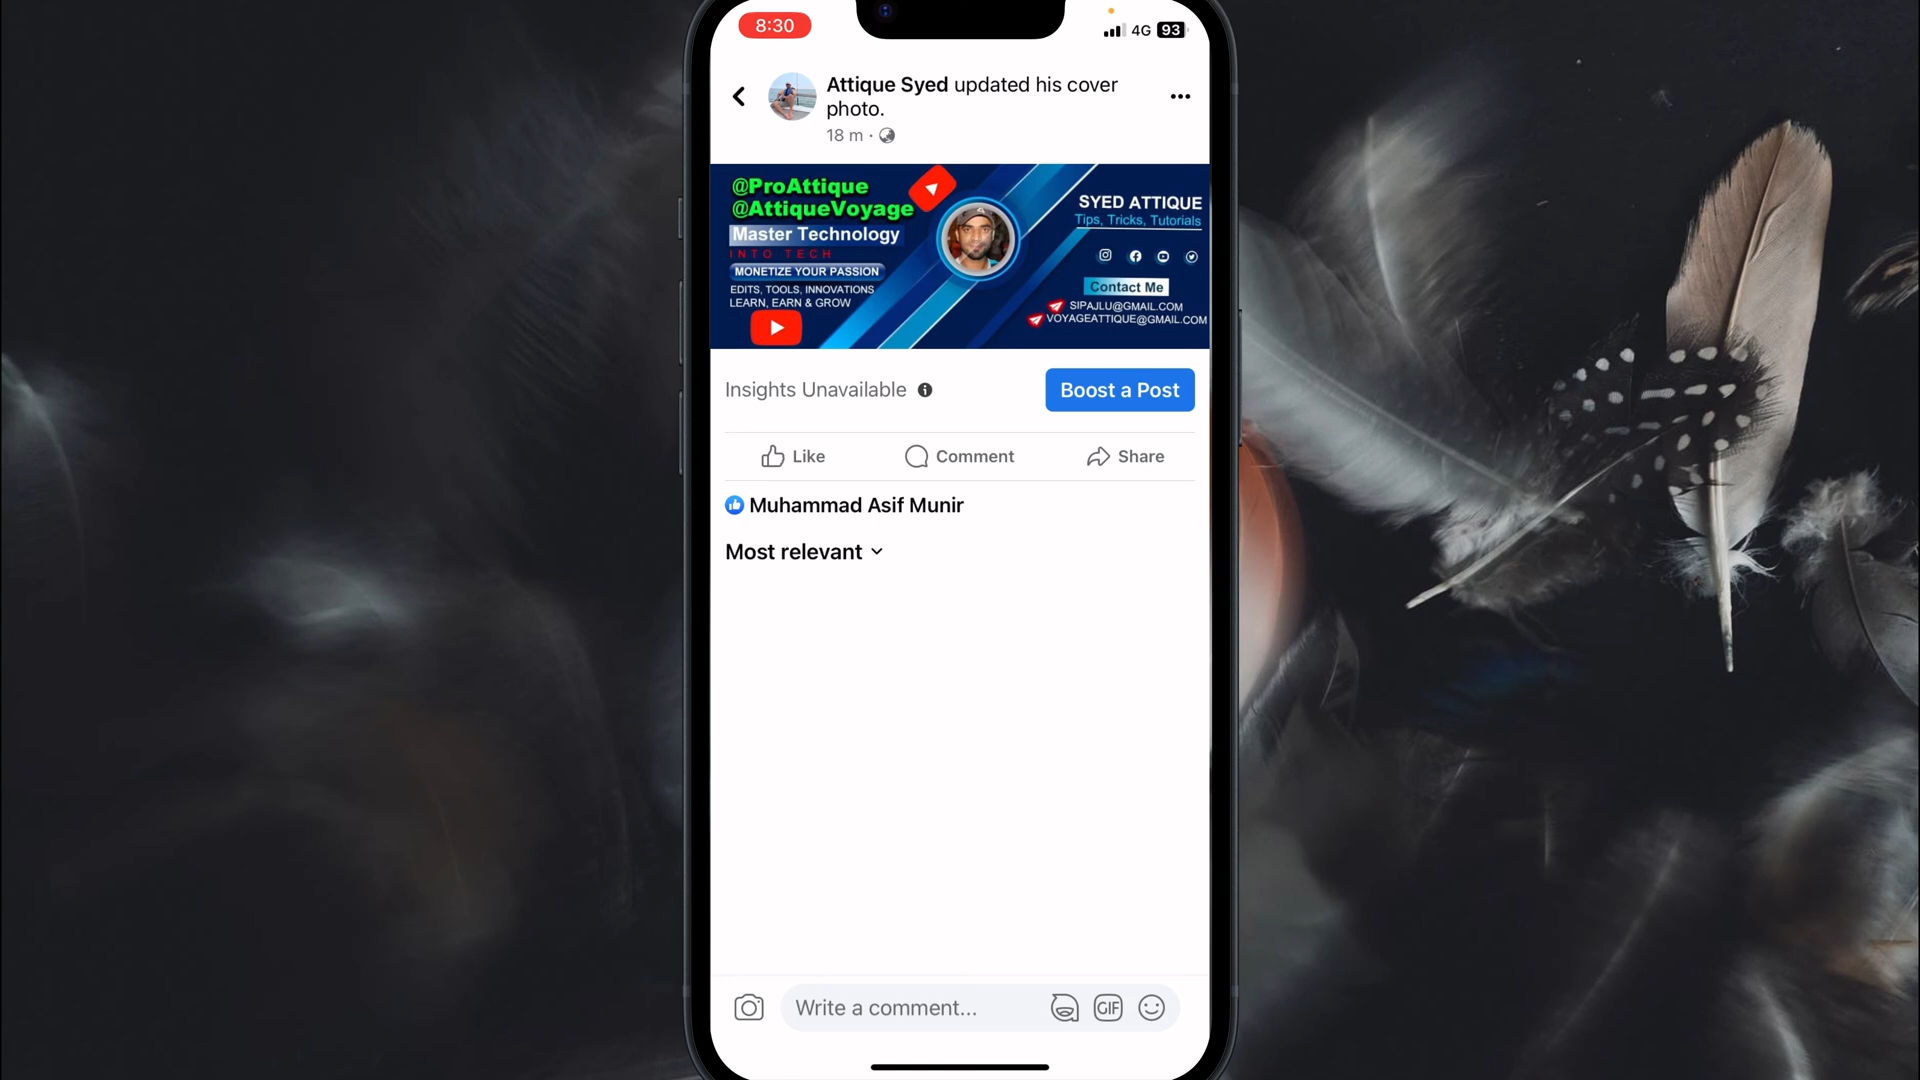 8:30
4G 93
Attique Syed updated his cover
photo.
18 m ·
@ProAttique
@AttiqueVoyage
Master Technology
INTO TECH
MONETIZE YOUR PASSION
EDITS, TOOLS, INNOVATIONS
LEARN, EARN & GROW
SYED ATTIQUE
Tips, Tricks, Tutorials
Contact Me
SIPAJLU@GMAIL.COM
VOYAGEATTIQUE@GMAIL.COM
Insights Unavailable
Boost a Post
Like
Comment
Share
Muhammad Asif Munir
Most relevant
Write a comment...
GIF